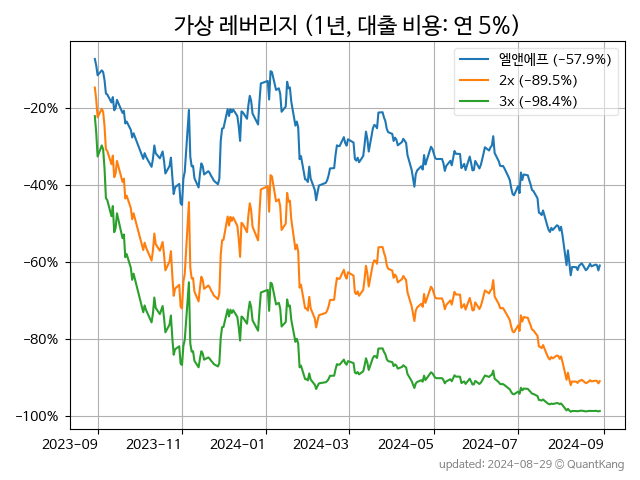 가상 레버리지 (1년, 대출 비용: 연 5%)
엘앤에프 (−57.9%)
2x (−89.5%)
3x (−98.4%)
−20%
−40%
−60%
−80%
−100%
2023-09 2023-11 2024-01 2024-03 2024-05 2024-07 2024-09
updated: 2024-08-29 © QuantKang